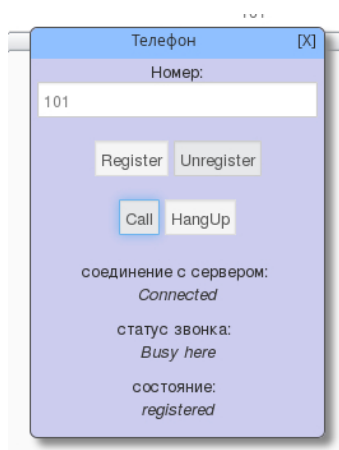 Телефон [X]
Номер:
101
Register Unregister
Call HangUp
соединение с сервером:
Connected
статус звонка:
Busy here
состояние:
registered